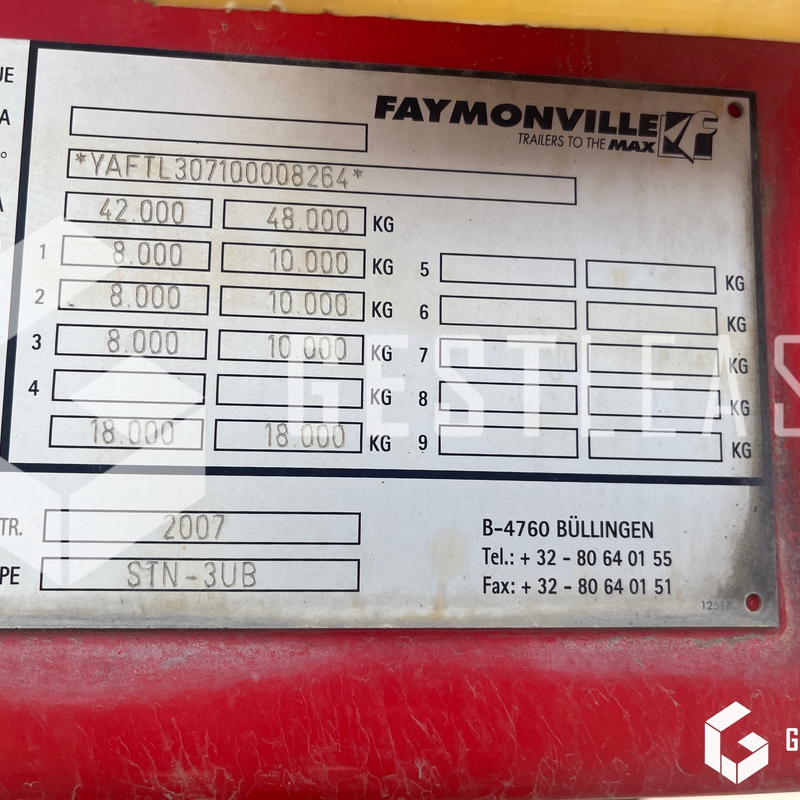 UE
FAYMONVILLE
TRAILERS TO THE MAX
A
*YAFTL307100008264*
A
42.000 48.000 KG
1 8.000 10.000 KG 5 KG
2 8.000 10.000 KG 6 KG
3 8.000 10.000 KG 7 KG
4 KG 8 KG
18.000 18.000 KG 9 KG
GESTLEAS
TR. 2007
PE STN-3UB
B-4760 BÜLLINGEN
Tel.: + 32 - 80 64 01 55
Fax: + 32 - 80 64 01 51
G